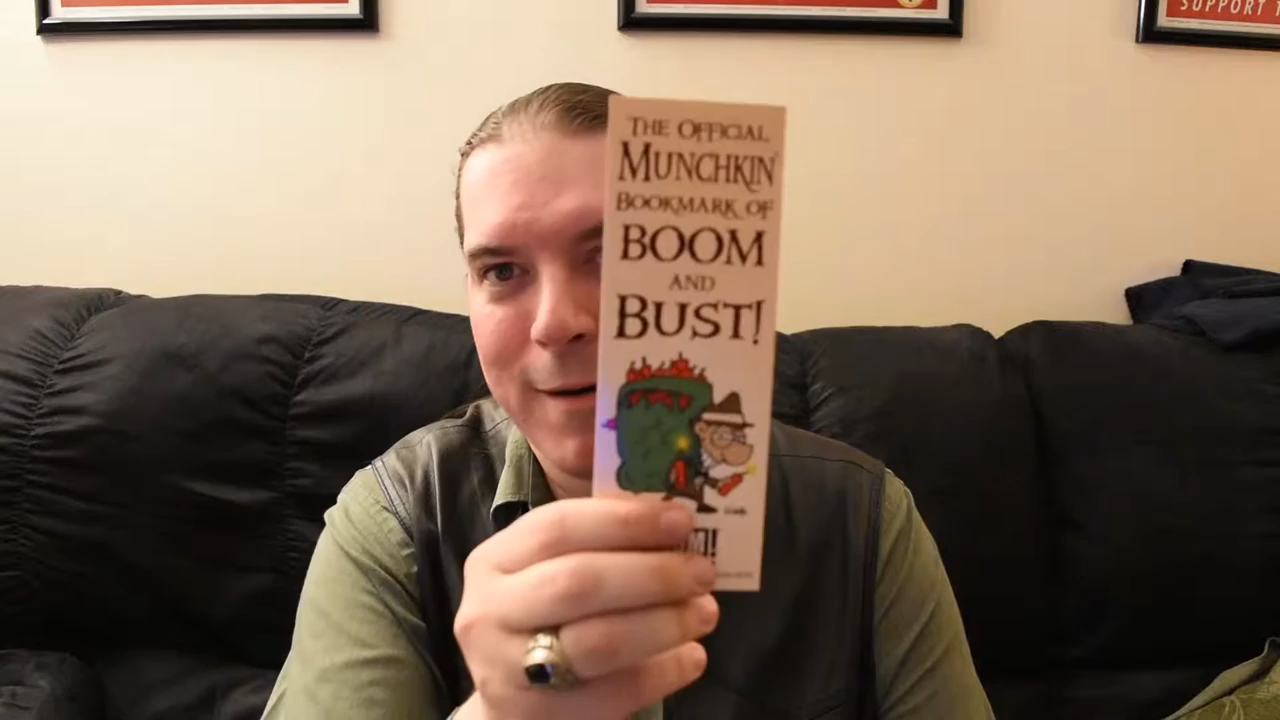 SUPPORT
THE OFFICIAL
MUNCHKIN
BOOKMARK OF
BOOM
AND
BUST!
M!